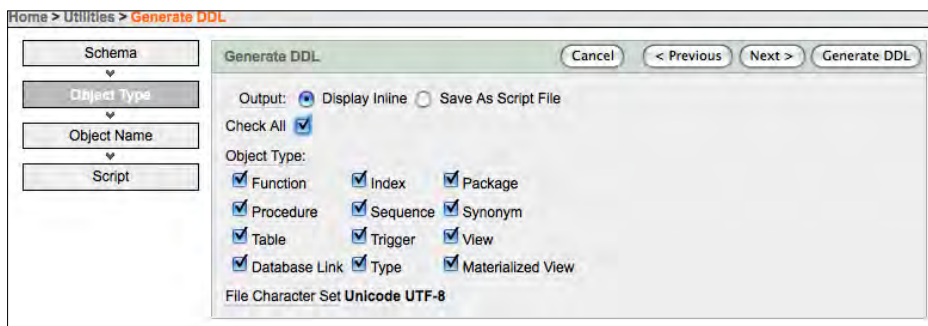 Home > Utilities > Generate DDL
Schema
Object Type
Object Name
Script
Generate DDL
Cancel
< Previous
Next >
Generate DDL
Output: Display Inline Save As Script File
Check All
Object Type:
Function Index Package
Procedure Sequence Synonym
Table Trigger View
Database Link Type Materialized View
File Character Set Unicode UTF-8